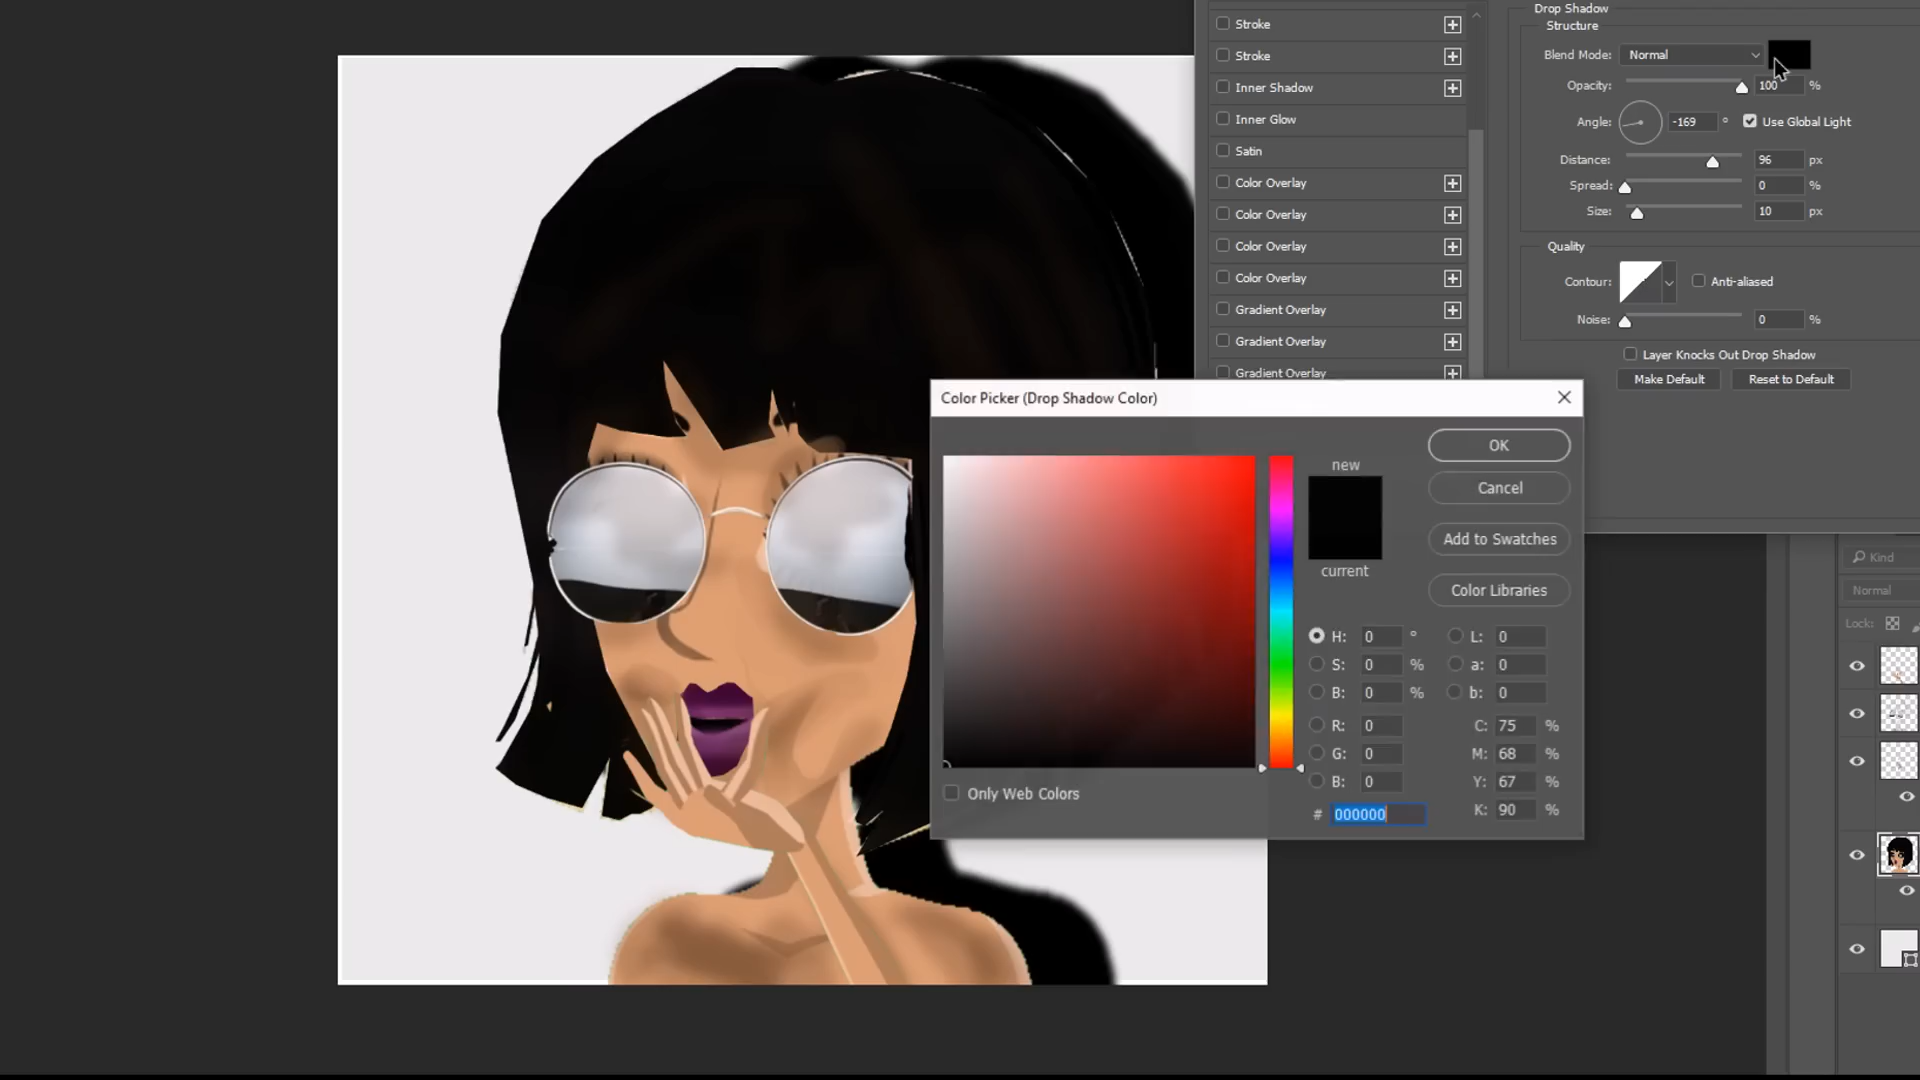 Drop Shadow
Structure
Stroke
Blend Mode: Normal
Stroke
Opacity: 100 %
Inner Shadow
Angle: -169 ° Use Global Light
Inner Glow
Satin
Distance: 96 px
Color Overlay
Spread: 0 %
Color Overlay
Size: 10 px
Color Overlay
Quality
Color Overlay
Contour: Anti-aliased
Gradient Overlay
Noise: 0 %
Gradient Overlay
Layer Knocks Out Drop Shadow
Gradient Overlay
Make Default Reset to Default
Color Picker (Drop Shadow Color)
OK
new
Cancel
Add to Swatches
current
Color Libraries
H: 0 ° L: 0
S: 0 % a: 0
B: 0 % b: 0
R: 0 C: 75 %
G: 0 M: 68 %
B: 0 Y: 67 %
Only Web Colors
# 000000 K: 90 %
Kind
Normal
Lock: